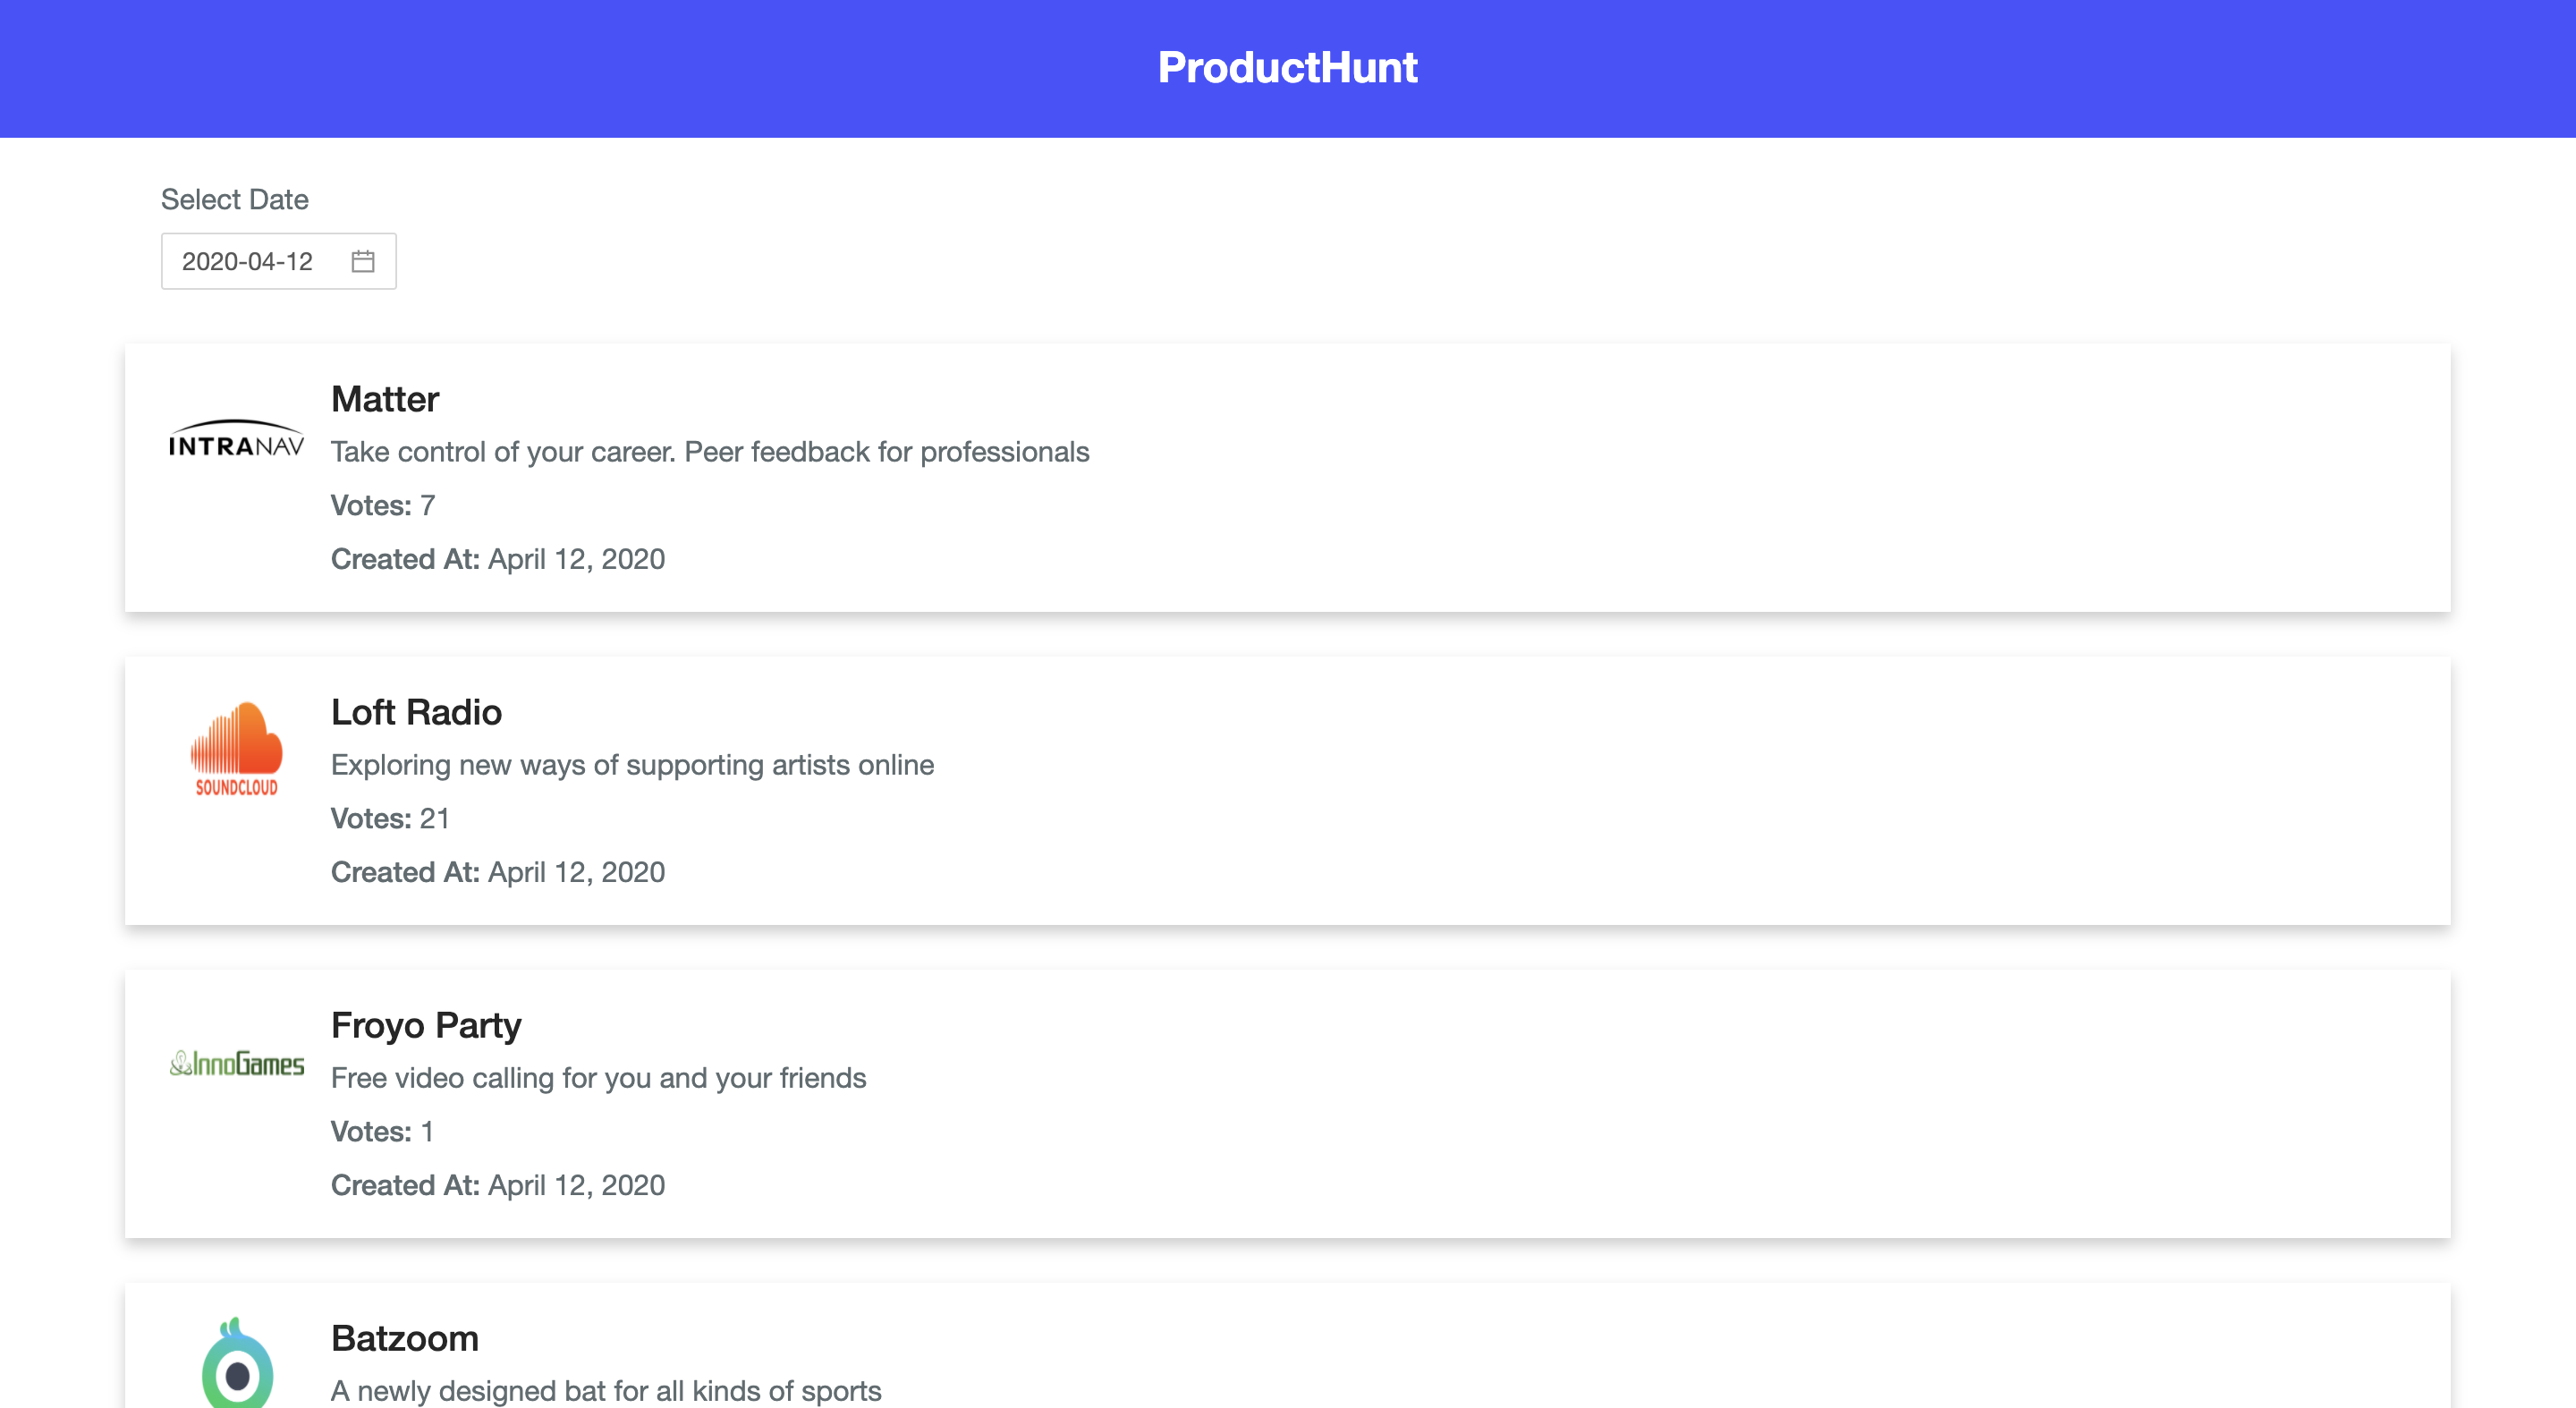 ProductHunt
Select Date
2020-04-12
Matter
INTRANAV
Take control of your career. Peer feedback for professionals
Votes: 7
Created At: April 12, 2020
Loft Radio
SOUNDCLOUD
Exploring new ways of supporting artists online
Votes: 21
Created At: April 12, 2020
Froyo Party
InnoGames
Free video calling for you and your friends
Votes: 1
Created At: April 12, 2020
Batzoom
A newly designed bat for all kinds of sports